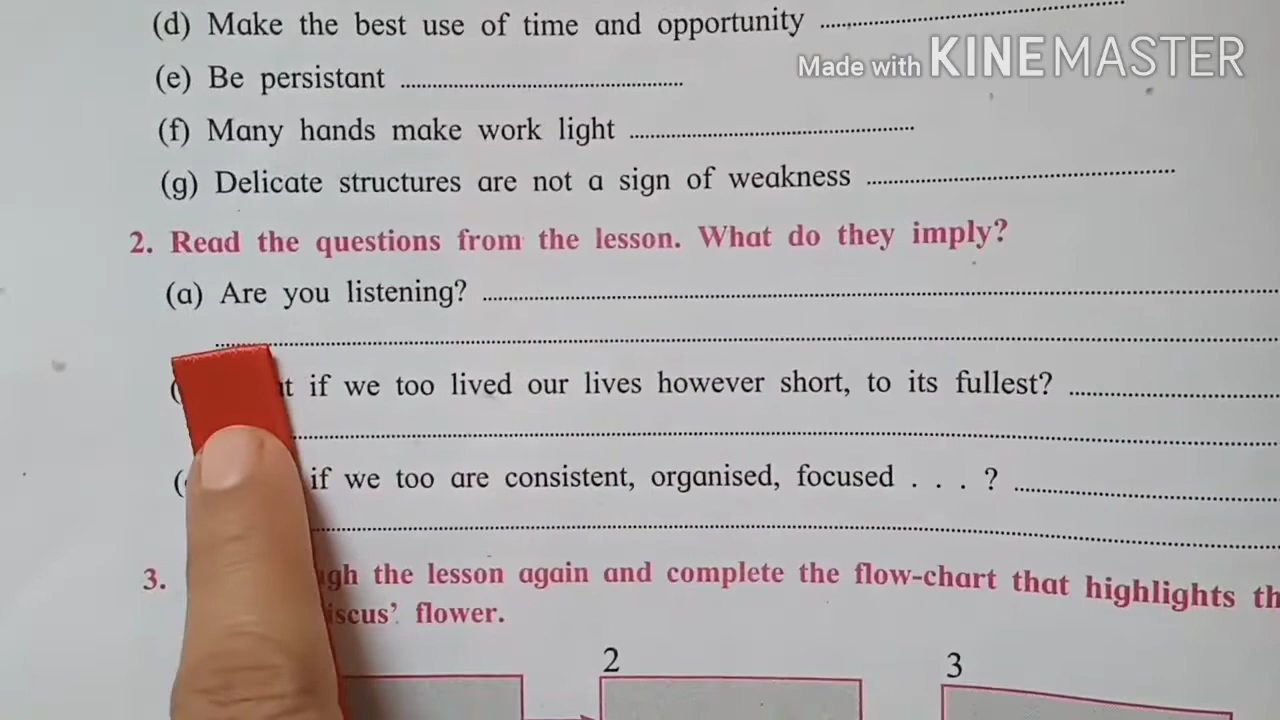 (d) Make the best use of time and opportunity ..........
Made with KINEMASTER
(e) Be persistant ..........
(f) Many hands make work light ..........
(g) Delicate structures are not a sign of weakness ..........
2. Read the questions from the lesson. What do they imply?
(a) Are you listening? ..........
if we too lived our lives however short, to its fullest? ..........
if we too are consistent, organised, focused . . . ? ..........
3. the lesson again and complete the flow-chart that highlights
flower.
2 3